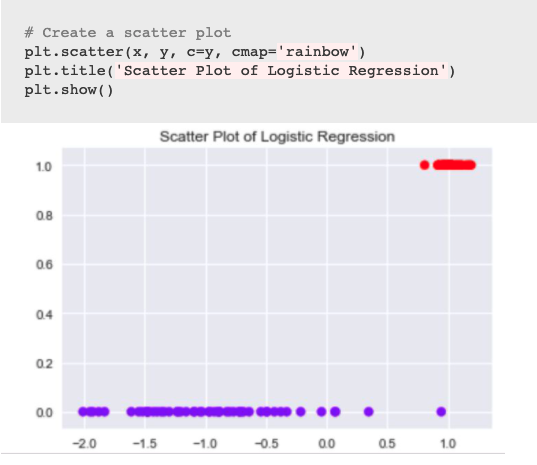 # Create a scatter plot
plt.scatter(x, y, c=y, cmap='rainbow')
plt.title('Scatter Plot of Logistic Regression')
plt.show()
Scatter Plot of Logistic Regression
1.0
0.8
0.6
0.4
0.2
0.0
−2.0 −1.5 −1.0 −0.5 0.0 0.5 1.0